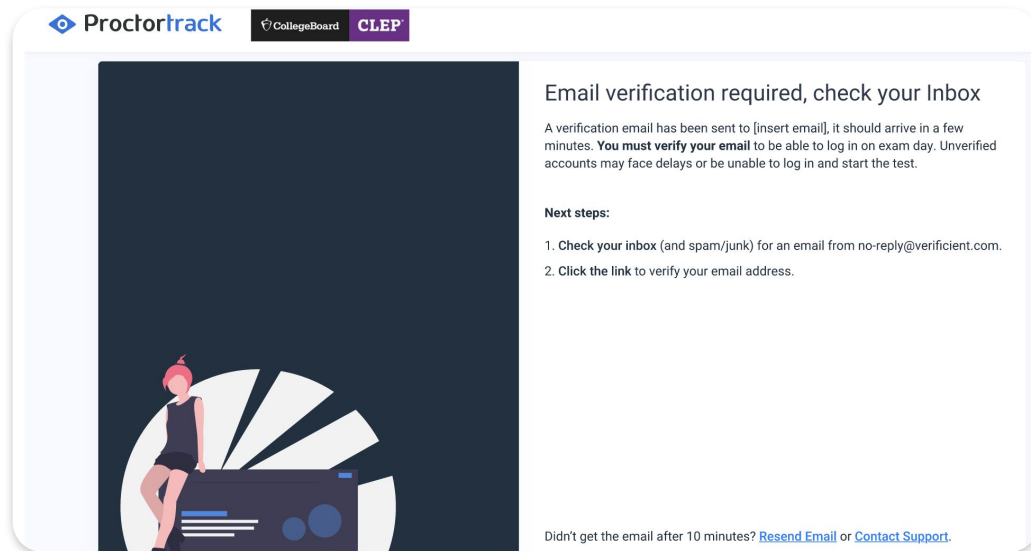 Proctortrack
CollegeBoard CLEP
Email verification required, check your Inbox
A verification email has been sent to [insert email], it should arrive in a few
minutes. You must verify your email to be able to log in on exam day. Unverified
accounts may face delays or be unable to log in and start the test.
Next steps:
1. Check your inbox (and spam/junk) for an email from no-reply@verificient.com.
2. Click the link to verify your email address.
Didn’t get the email after 10 minutes? Resend Email or Contact Support.